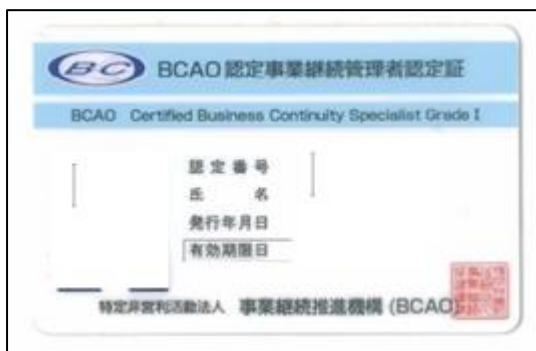 BC BCAO認定事業継続管理者認定証
BCAO Certified Business Continuity Specialist Grade I
認定番号
氏 名
発行年月日
有効期限日
特定非営利活動法人 事業継続推進機構 (BCAO)